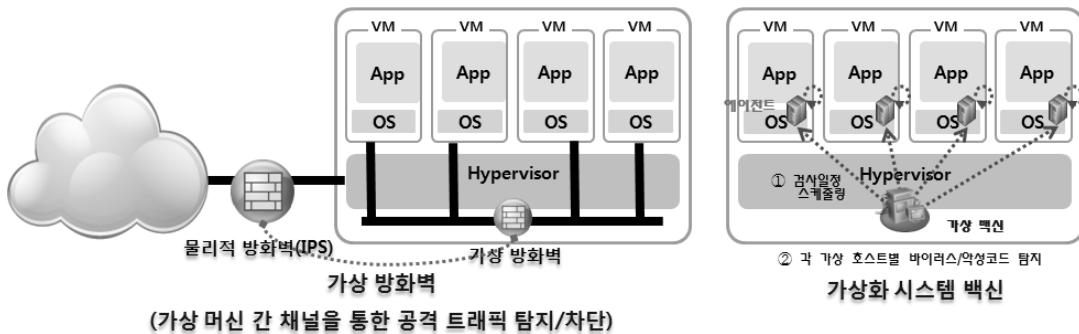 VM VM VM VM
App App App App
OS OS OS OS
Hypervisor
물리적 방화벽(IPS)
가상 방화벽
가상 방화벽
(가상 머신 간 채널을 통한 공격 트래픽 탐지/차단)
VM VM VM VM
App App App App
에이전트
OS OS OS OS
Hypervisor
① 검사일정
스케줄링
가상 백신
② 각 가상 호스트별 바이러스/악성코드 탐지
가상화 시스템 백신